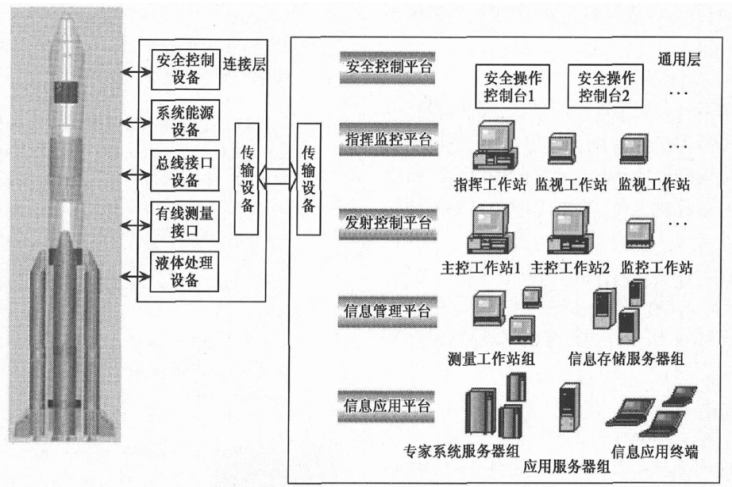 连接层
安全控制
设备
系统能源
设备
总线接口
设备
有线测量
接口
液体处理
设备
传输设备
传输设备
通用层
安全控制平台
安全操作
控制台1
安全操作
控制台2
…
指挥监控平台
指挥工作站
监视工作站
监视工作站
…
发射控制平台
主控工作站1
主控工作站2
监控工作站
…
信息管理平台
测量工作站组
信息存储服务器组
信息应用平台
专家系统服务器组
应用服务器组
信息应用终端